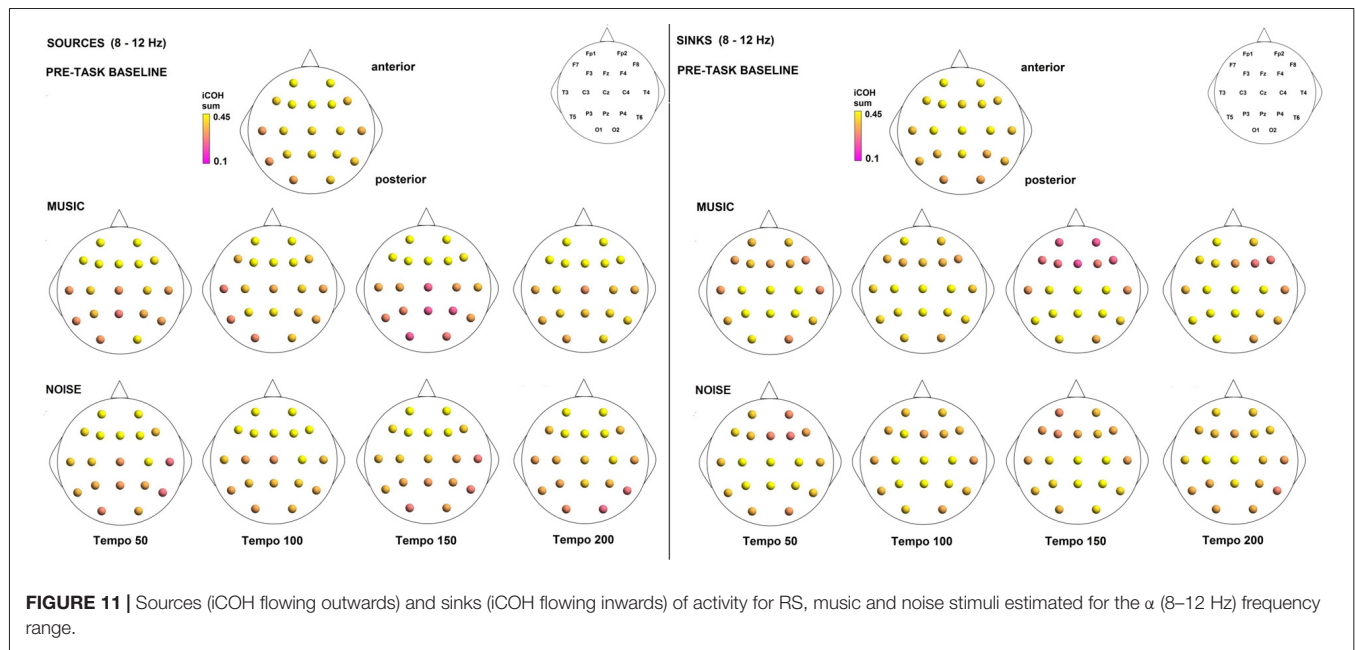 SOURCES (8 - 12 Hz)
PRE-TASK BASELINE
anterior
iCOH
sum
0.45
0.1
posterior
Fp1 Fp2
F7 F8
F3 Fz F4
T3 C3 Cz C4 T4
P3 Pz P4
T5 T6
O1 O2
MUSIC
NOISE
Tempo 50 Tempo 100 Tempo 150 Tempo 200
SINKS (8 - 12 Hz)
PRE-TASK BASELINE
anterior
iCOH
sum
0.45
0.1
posterior
Fp1 Fp2
F7 F8
F3 Fz F4
T3 C3 Cz C4 T4
P3 Pz P4
T5 T6
O1 O2
MUSIC
NOISE
Tempo 50 Tempo 100 Tempo 150 Tempo 200
FIGURE 11 | Sources (iCOH flowing outwards) and sinks (iCOH flowing inwards) of activity for RS, music and noise stimuli estimated for the α (8–12 Hz) frequency
range.